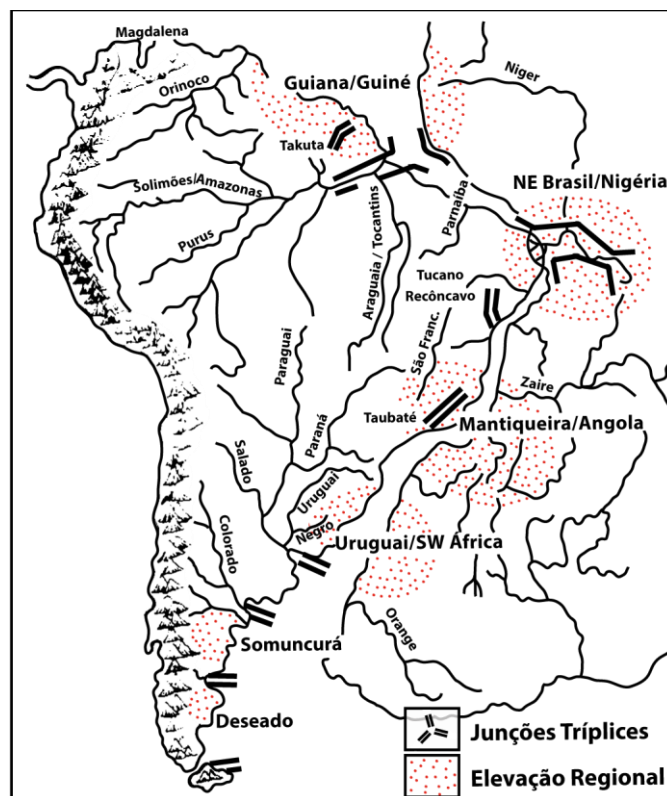 Magdalena
Orinoco
Guiana/Guiné
Niger
Takuta
Solimões/Amazonas
NE Brasil/Nigéria
Purus
Araguaia / Tocantins
Parnaíba
Tucano
Recôncavo
São Franc.
Paraguai
Zaire
Taubaté
Mantiqueira/Angola
Paraná
Salado
Uruguai
Colorado
Negro
Uruguai/SW África
Orange
Somuncurá
Deseado
Junções Tríplices
Elevação Regional